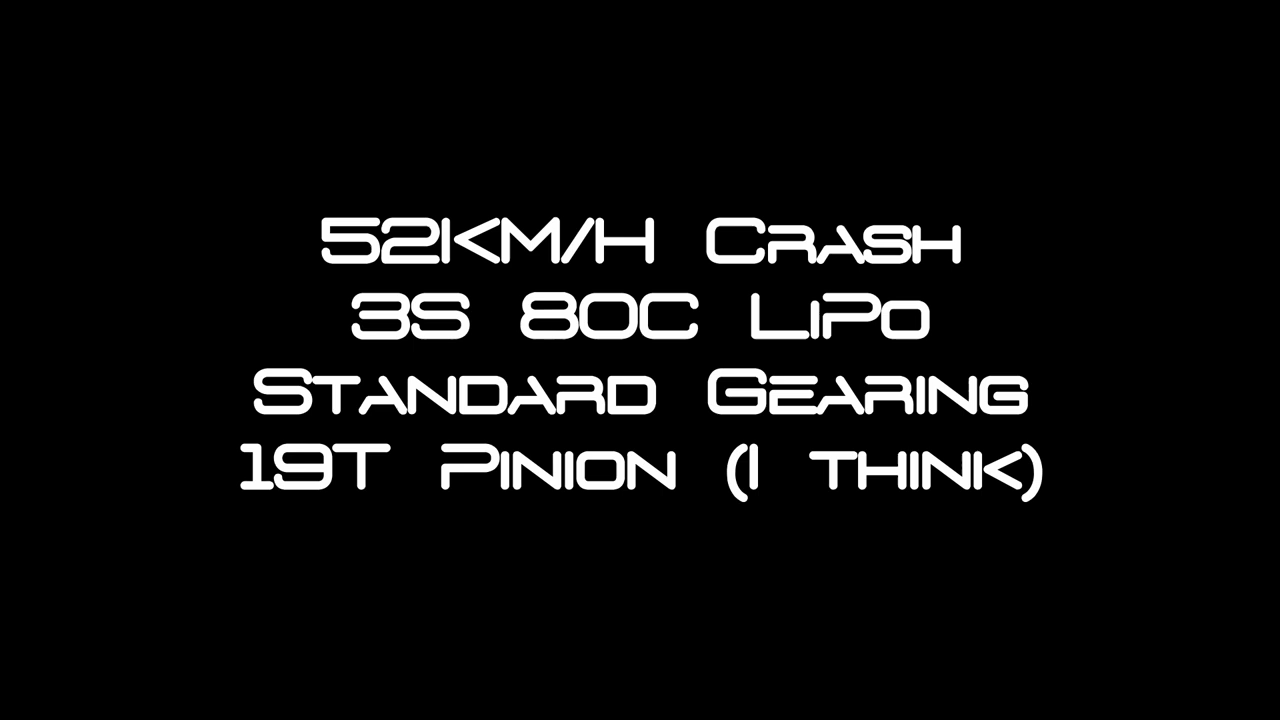 52KM/H Crash
3S 80C LiPo
Standard Gearing
19T Pinion (I think)